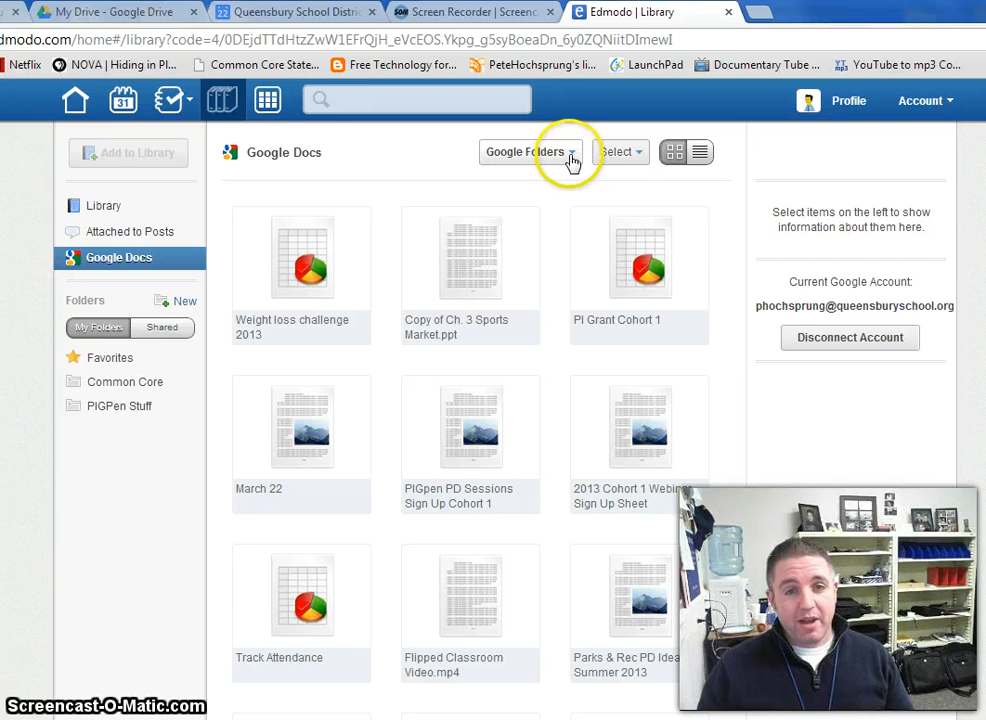 My Drive - Google Drive
Queensbury School Distric
Screen Recorder | Screenc
Edmodo | Library
dmodo.com/home#/library?code=4/0DEjdTTdHtzZwW1EFrQjH_eVcEOS.Ykpg_g5syBoeaDn_6y0ZQNiitDImewI
Netflix
NOVA | Hiding in Pl...
Common Core State...
Free Technology for...
PeteHochsprung's li...
LaunchPad
Documentary Tube ...
YouTube to mp3 Co...
31
Profile
Account
Add to Library
Google Docs
Google Folders
Select
Library
Attached to Posts
Google Docs
Folders
New
My Folders
Shared
Favorites
Common Core
PIGPen Stuff
Weight loss challenge
2013
Copy of Ch. 3 Sports
Market.ppt
PI Grant Cohort 1
March 22
PIGpen PD Sessions
Sign Up Cohort 1
2013 Cohort 1 Webin
Sign Up Sheet
Track Attendance
Flipped Classroom
Video.mp4
Parks & Rec PD Idea
Summer 2013
Select items on the left to show
information about them here.
Current Google Account:
phochsprung@queensburyschool.org
Disconnect Account
Screencast-O-Matic.com